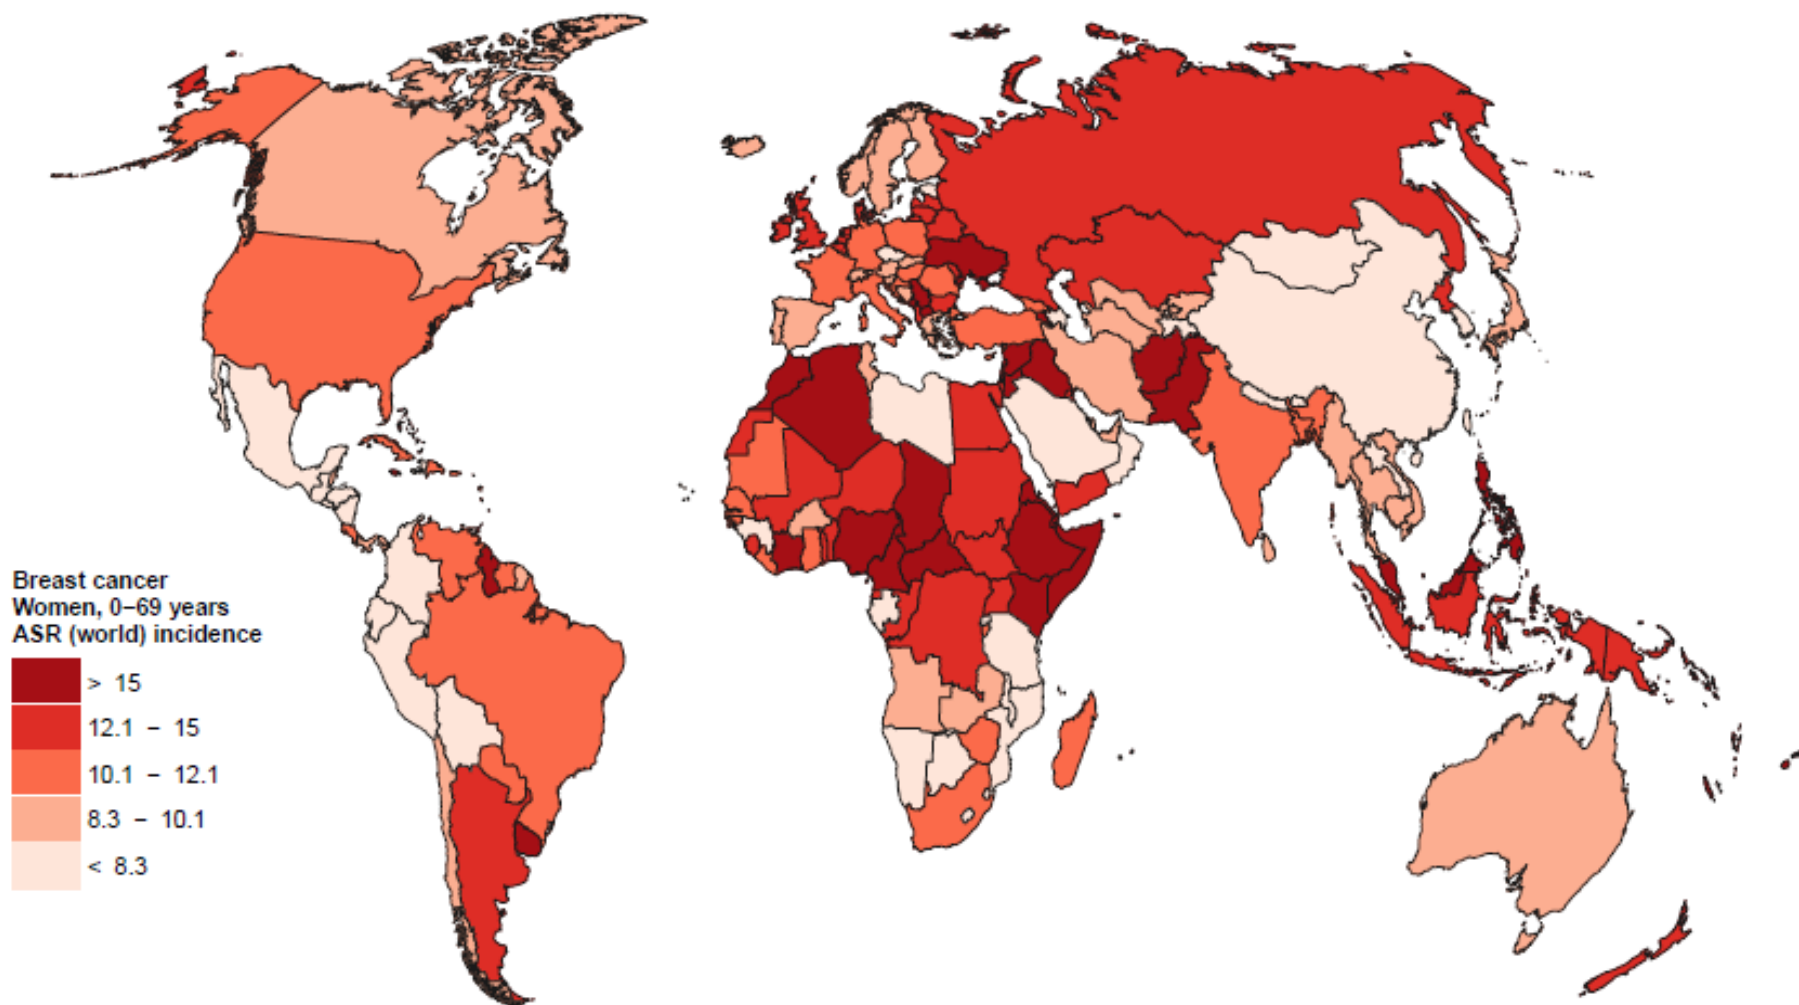 Breast cancer
Women, 0–69 years
ASR (world) incidence
> 15
12.1 – 15
10.1 – 12.1
8.3 – 10.1
< 8.3